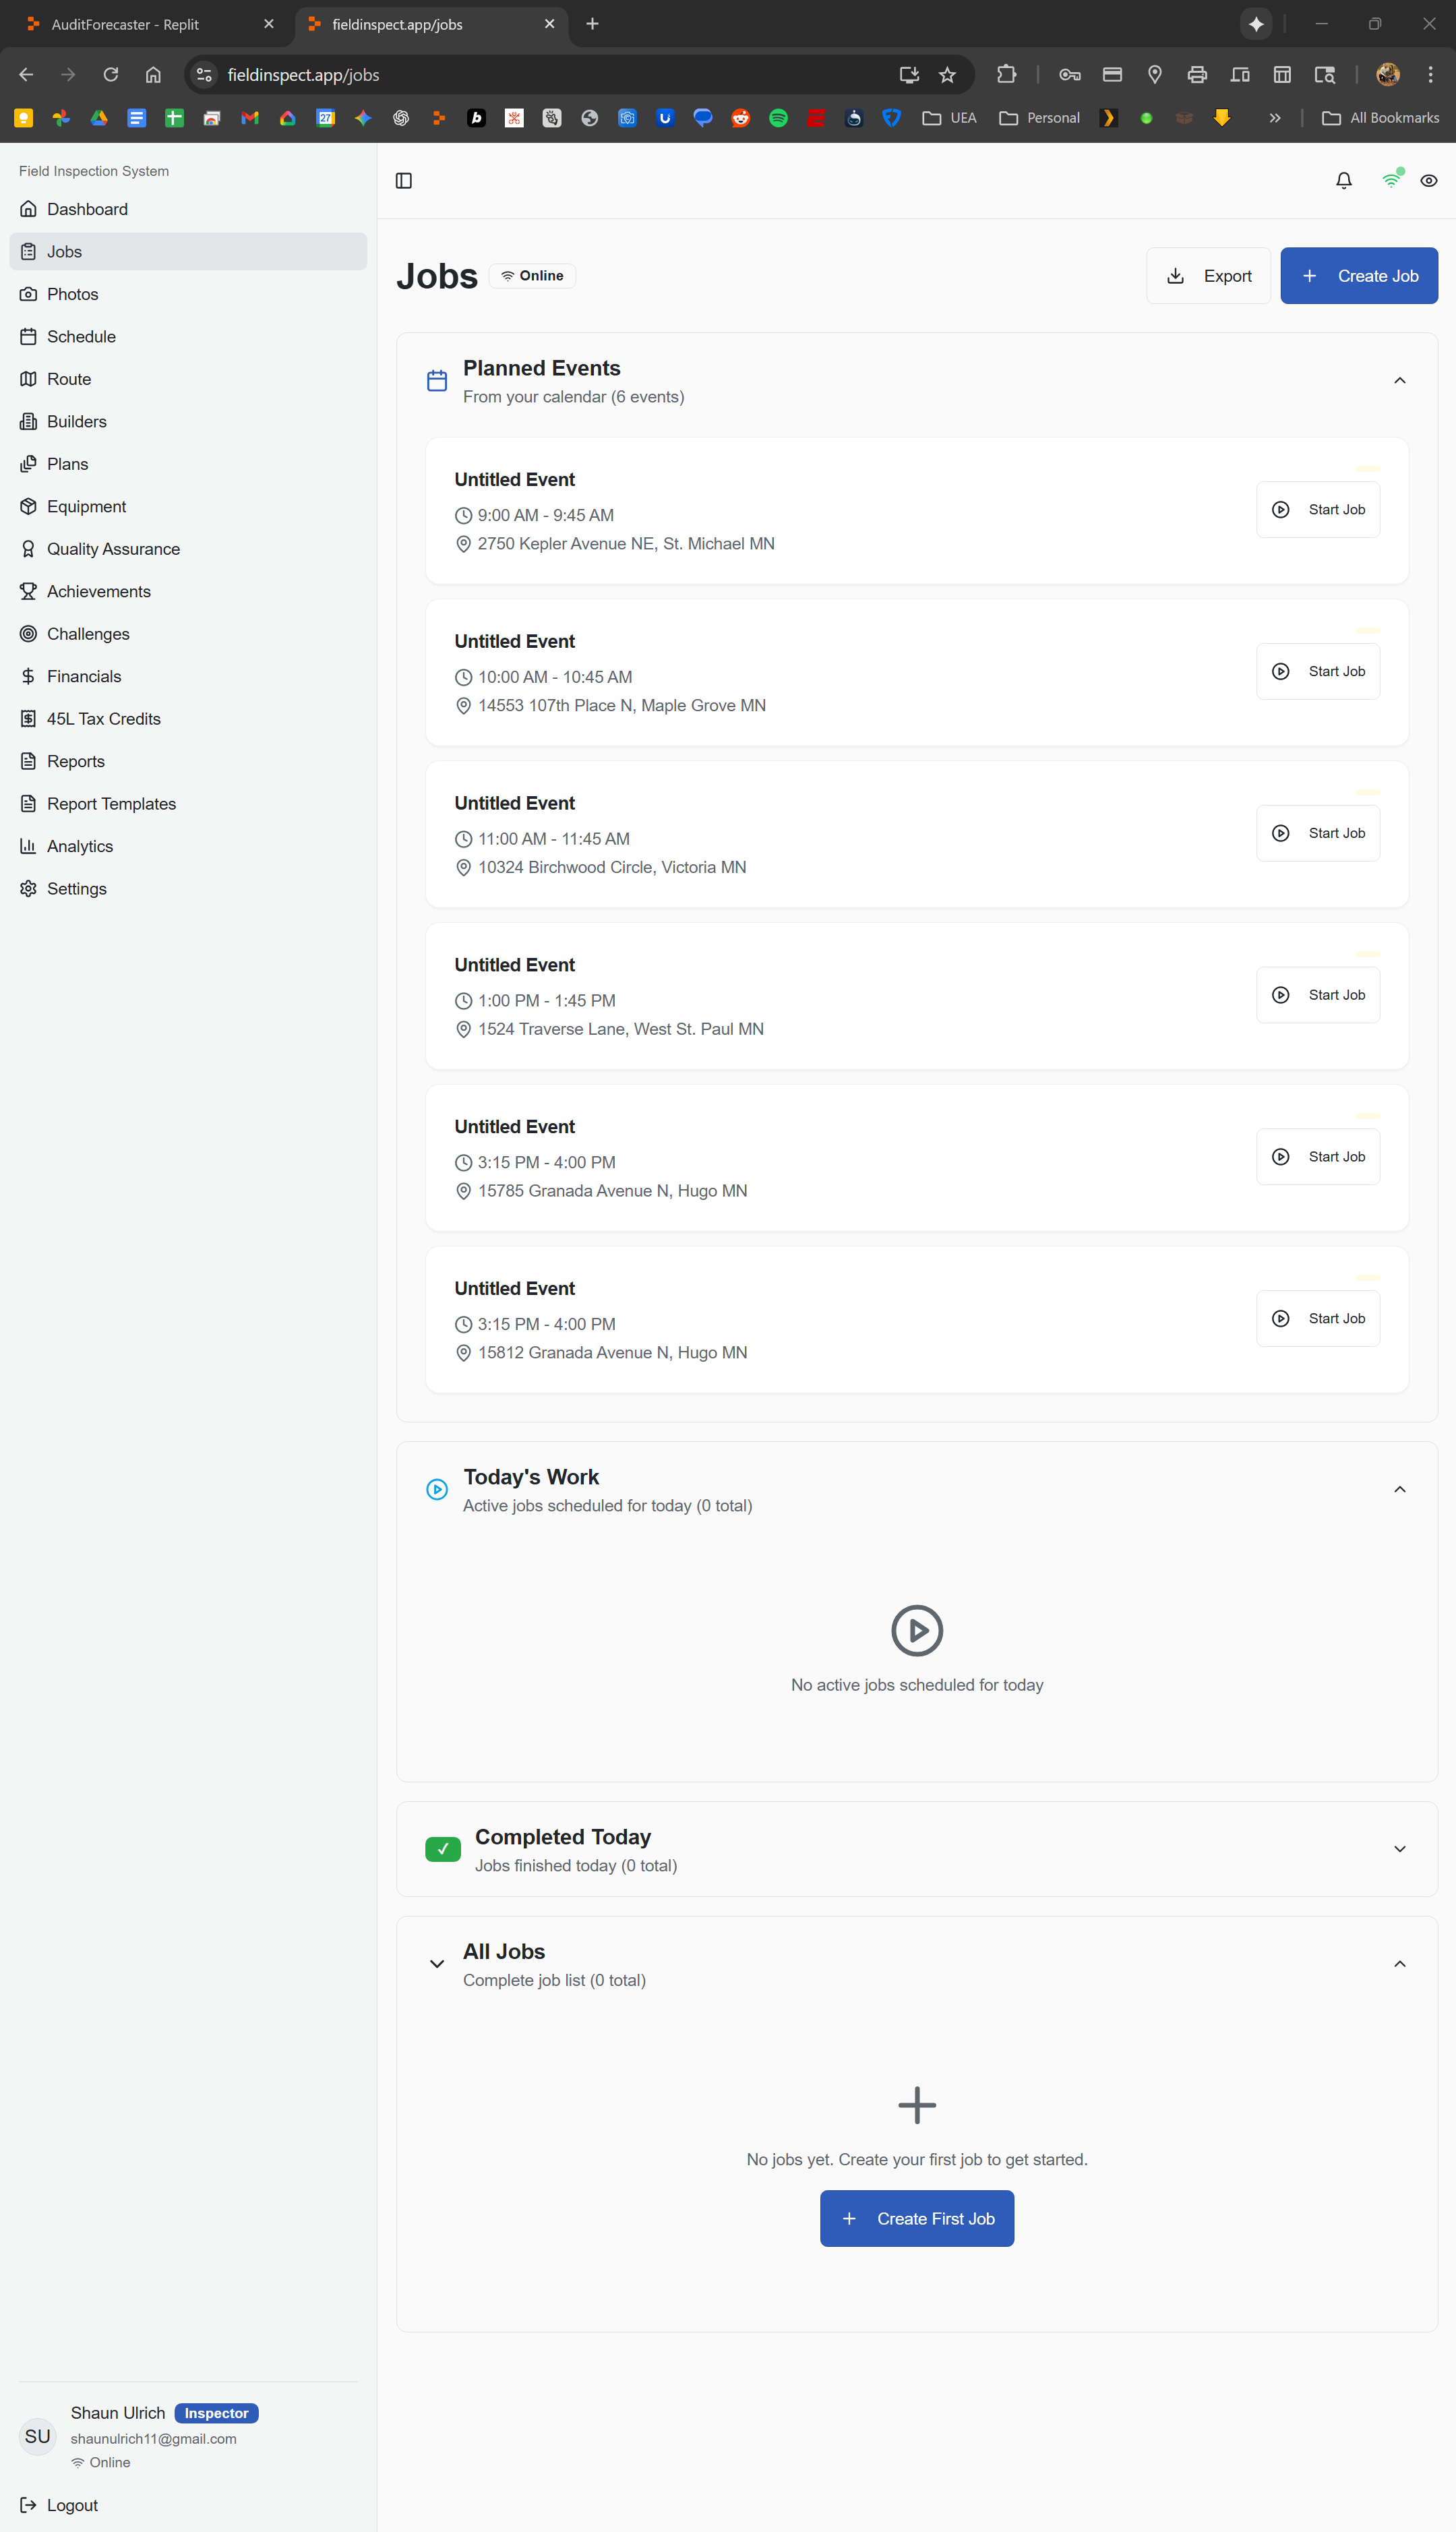 AuditForecaster - Replit
fieldinspect.app/jobs
fieldinspect.app/jobs
27
UEA
Personal
All Bookmarks
Field Inspection System
Dashboard
Jobs
Photos
Schedule
Route
Builders
Plans
Equipment
Quality Assurance
Achievements
Challenges
Financials
45L Tax Credits
Reports
Report Templates
Analytics
Settings
Jobs
Online
Export
Create Job
Planned Events
From your calendar (6 events)
Untitled Event
9:00 AM - 9:45 AM
2750 Kepler Avenue NE, St. Michael MN
Start Job
Untitled Event
10:00 AM - 10:45 AM
14553 107th Place N, Maple Grove MN
Start Job
Untitled Event
11:00 AM - 11:45 AM
10324 Birchwood Circle, Victoria MN
Start Job
Untitled Event
1:00 PM - 1:45 PM
1524 Traverse Lane, West St. Paul MN
Start Job
Untitled Event
3:15 PM - 4:00 PM
15785 Granada Avenue N, Hugo MN
Start Job
Untitled Event
3:15 PM - 4:00 PM
15812 Granada Avenue N, Hugo MN
Start Job
Today's Work
Active jobs scheduled for today (0 total)
No active jobs scheduled for today
Completed Today
Jobs finished today (0 total)
All Jobs
Complete job list (0 total)
No jobs yet. Create your first job to get started.
Create First Job
SU
Shaun Ulrich
Inspector
shaunulrich11@gmail.com
Online
Logout